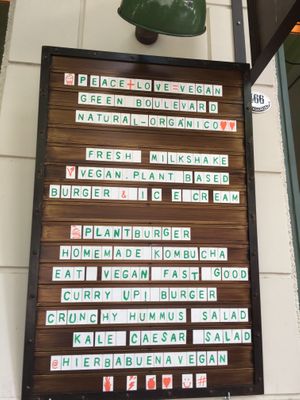 PEACE+LOVE=VEGAN
GREEN BOULEVARD
NATURAL-ORGÁNICO
FRESH MILKSHAKE
VEGAN.PLANT BASED
BURGER & ICE CREAM
PLANTBURGER
HOMEMADE KOMBUCHA
EAT VEGAN FAST GOOD
CURRY UP! BURGER
CRUNCHY HUMMUS SALAD
KALE CAESAR SALAD
@HIERBABUENAVEGAN
#
66